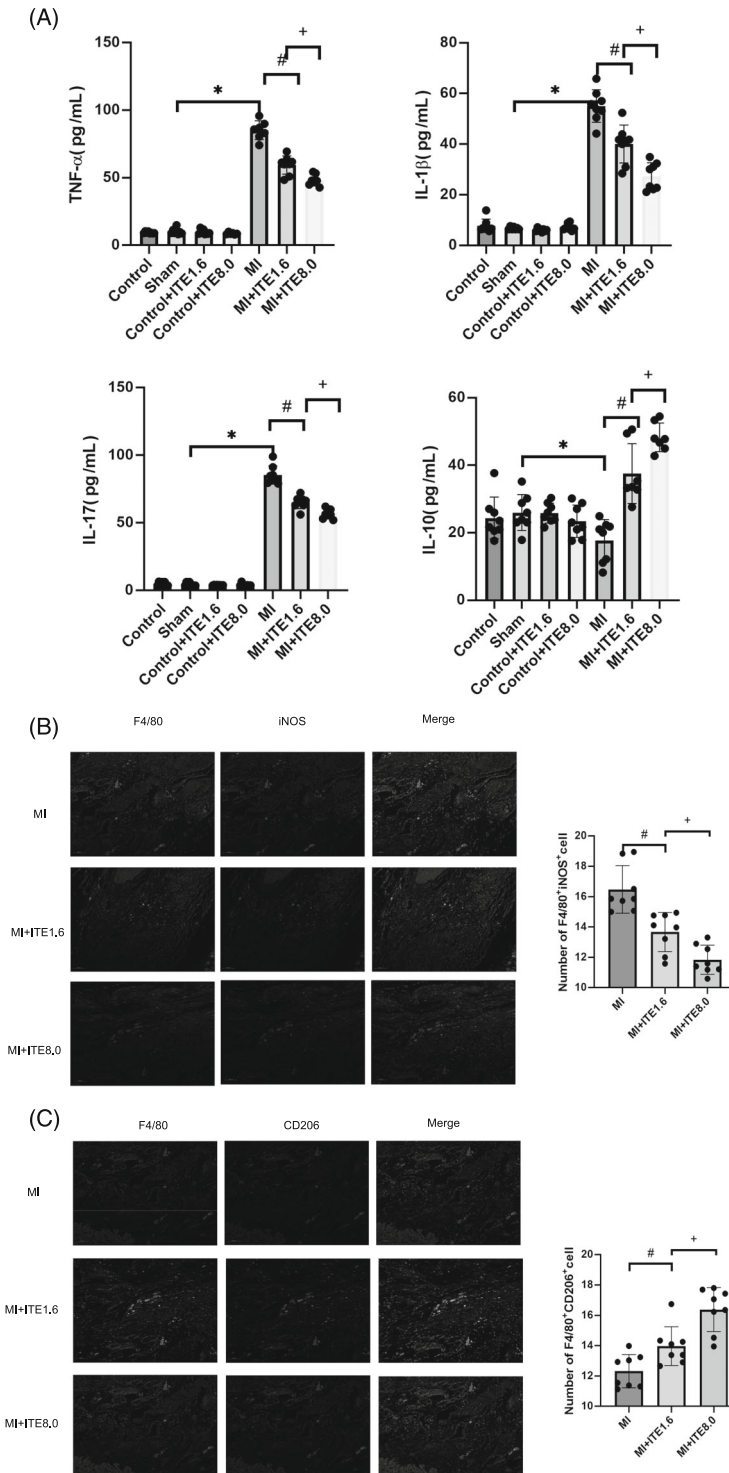 (A)
150
100
50
0
TNF-α( pg/mL)
*
#
+
Control
Sham
Control+ITE1.6
Control+ITE8.0
MI
MI+ITE1.6
MI+ITE8.0
80
60
40
20
0
IL-1β( pg/mL)
*
#
+
Control
Sham
Control+ITE1.6
Control+ITE8.0
MI
MI+ITE1.6
MI+ITE8.0
150
100
50
0
IL-17( pg/mL)
*
#
+
Control
Sham
Control+ITE1.6
Control+ITE8.0
MI
MI+ITE1.6
MI+ITE8.0
60
40
20
0
IL-10( pg/mL)
*
#
+
Control
Sham
Control+ITE1.6
Control+ITE8.0
MI
MI+ITE1.6
MI+ITE8.0
(B)
F4/80 iNOS Merge
MI
MI+ITE1.6
MI+ITE8.0
20
18
16
14
12
10
Number of F4/80+iNOS+cell
#
+
MI
MI+ITE1.6
MI+ITE8.0
(C)
F4/80 CD206 Merge
MI
MI+ITE1.6
MI+ITE8.0
20
18
16
14
12
10
Number of F4/80+CD206+cell
#
+
MI
MI+ITE1.6
MI+ITE8.0